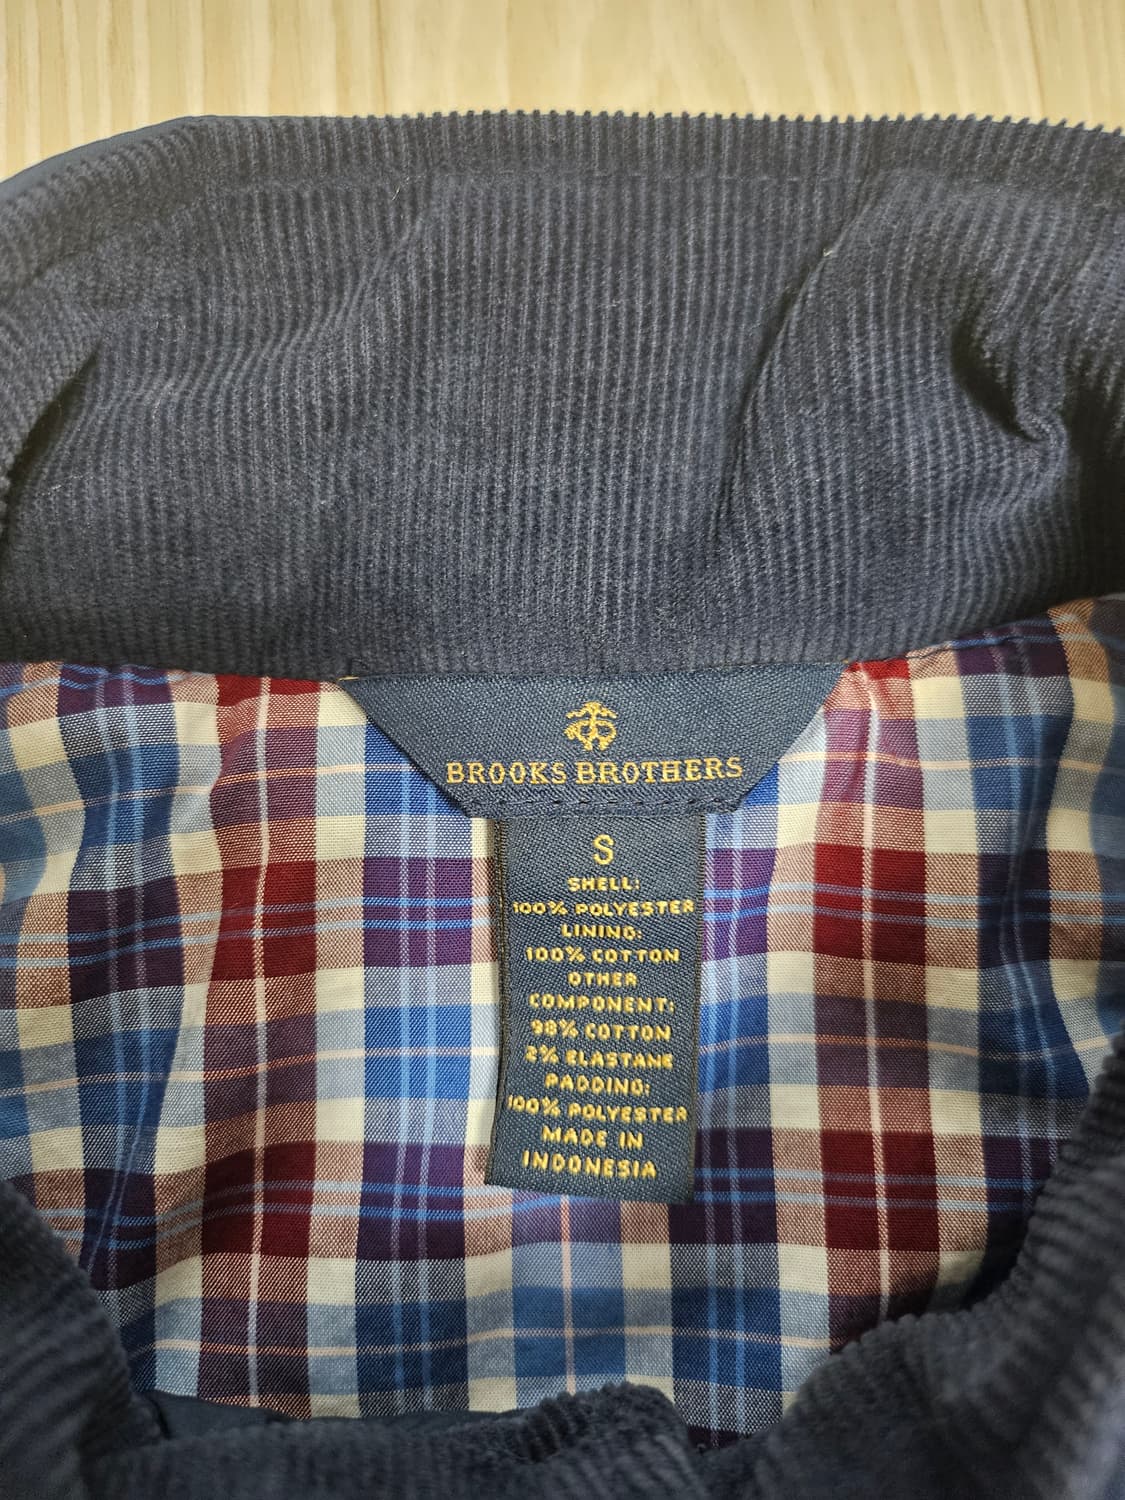 BROOKS BROTHERS
S
SHELL:
100% POLYESTER
LINING:
100% COTTON
OTHER
COMPONENT:
98% COTTON
2% ELASTANE
PADDING:
100% POLYESTER
MADE IN
INDONESIA